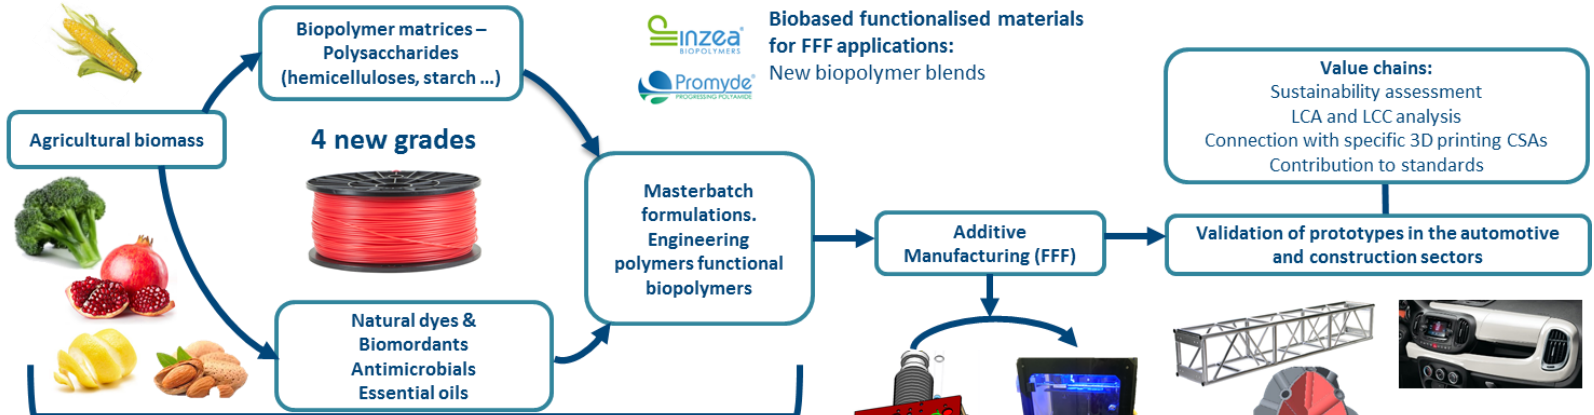 Biopolymer matrices –
Polysaccharides
(hemicelluloses, starch ...)
inzea®
BIOPOLYMERS
Promyde®
PROGRESSING POLYAMIDE
Biobased functionalised materials
for FFF applications:
New biopolymer blends
Value chains:
Sustainability assessment
LCA and LCC analysis
Connection with specific 3D printing CSAs
Contribution to standards
Agricultural biomass
4 new grades
Masterbatch
formulations.
Engineering
polymers functional
biopolymers
Additive
Manufacturing (FFF)
Validation of prototypes in the automotive
and construction sectors
Natural dyes &
Biomordants
Antimicrobials
Essential oils